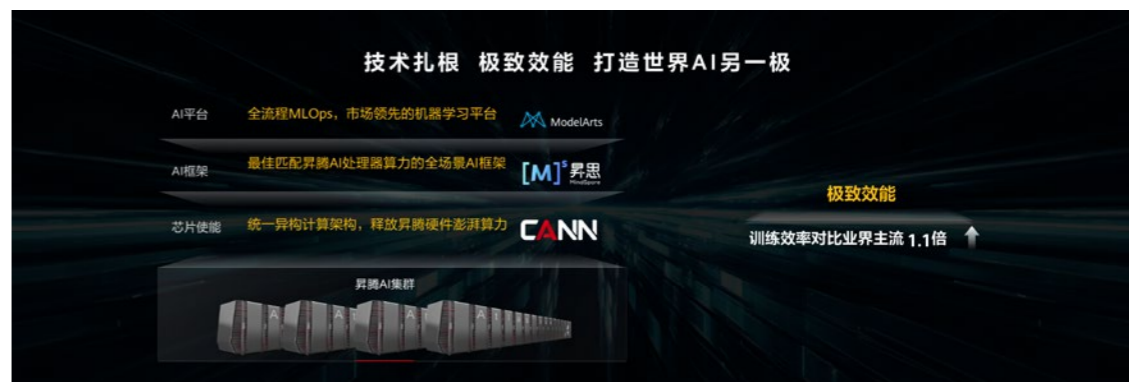 技术扎根 极致效能 打造世界AI另一极
AI平台 全流程MLOps，市场领先的机器学习平台 ModelArts
AI框架 最佳匹配昇腾AI处理器算力的全场景AI框架 [M]s 昇思
MindSpore
芯片使能 统一异构计算架构，释放昇腾硬件澎湃算力 CANN
昇腾AI集群
极致效能
训练效率对比业界主流 1.1倍